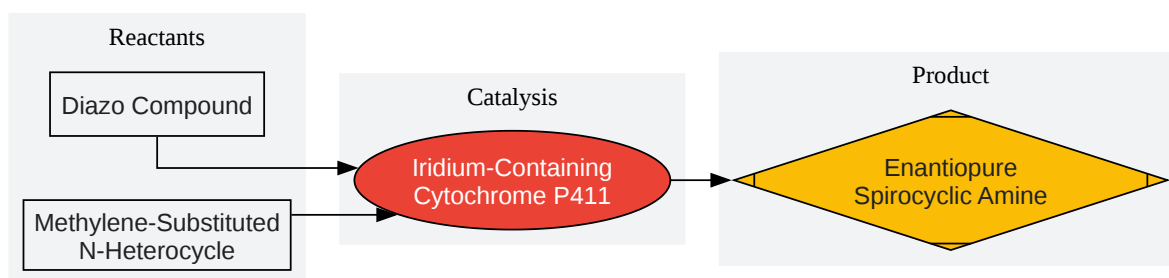 Reactants
Diazo Compound
Methylene-Substituted
N-Heterocycle
Catalysis
Iridium-Containing
Cytochrome P411
Product
Enantiopure
Spirocyclic Amine